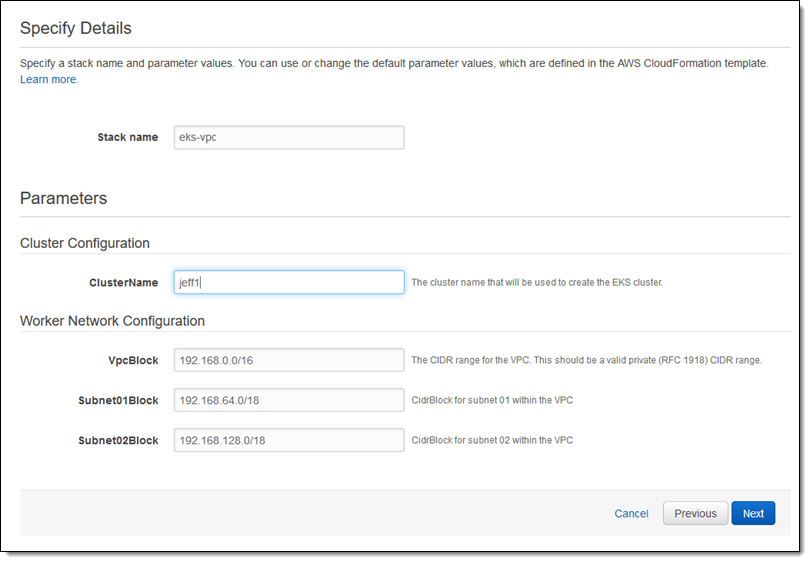 Specify Details
Specify a stack name and parameter values. You can use or change the default parameter values, which are defined in the AWS CloudFormation template.
Learn more.
Stack name eks-vpc
Parameters
Cluster Configuration
ClusterName jeff1 The cluster name that will be used to create the EKS cluster.
Worker Network Configuration
VpcBlock 192.168.0.0/16 The CIDR range for the VPC. This should be a valid private (RFC 1918) CIDR range.
Subnet01Block 192.168.64.0/18 CidrBlock for subnet 01 within the VPC
Subnet02Block 192.168.128.0/18 CidrBlock for subnet 02 within the VPC
Cancel Previous Next